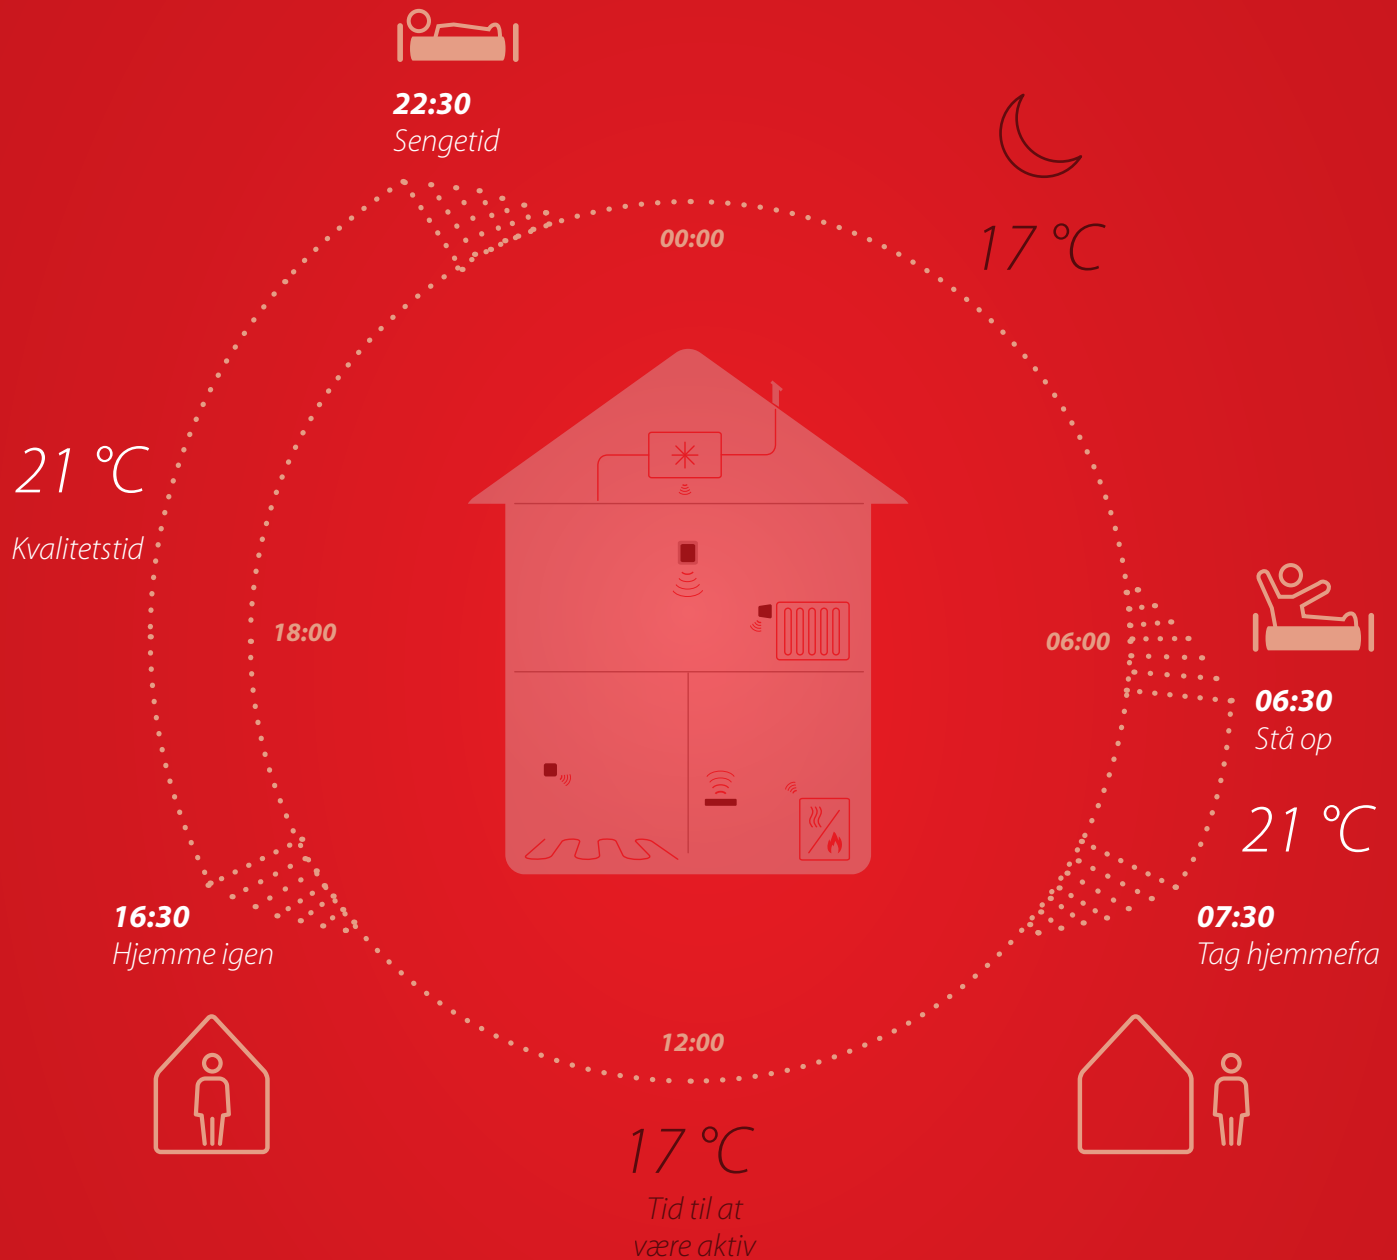 22:30
Sengetid
00:00
17 °C
21 °C
Kvalitetstid
18:00
06:00
06:30
Stå op
21 °C
16:30
Hjemme igen
07:30
Tag hjemmefra
12:00
17 °C
Tid til at
være aktiv